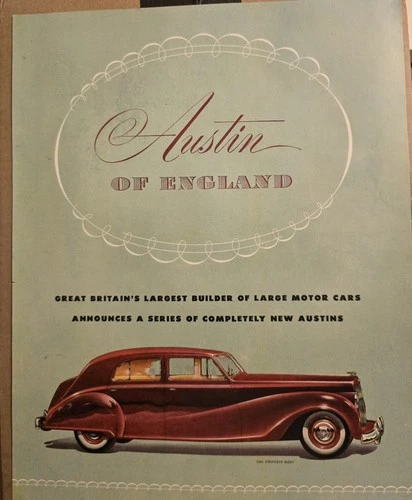 Austin
OF ENGLAND
GREAT BRITAIN'S LARGEST BUILDER OF LARGE MOTOR CARS
ANNOUNCES A SERIES OF COMPLETELY NEW AUSTINS